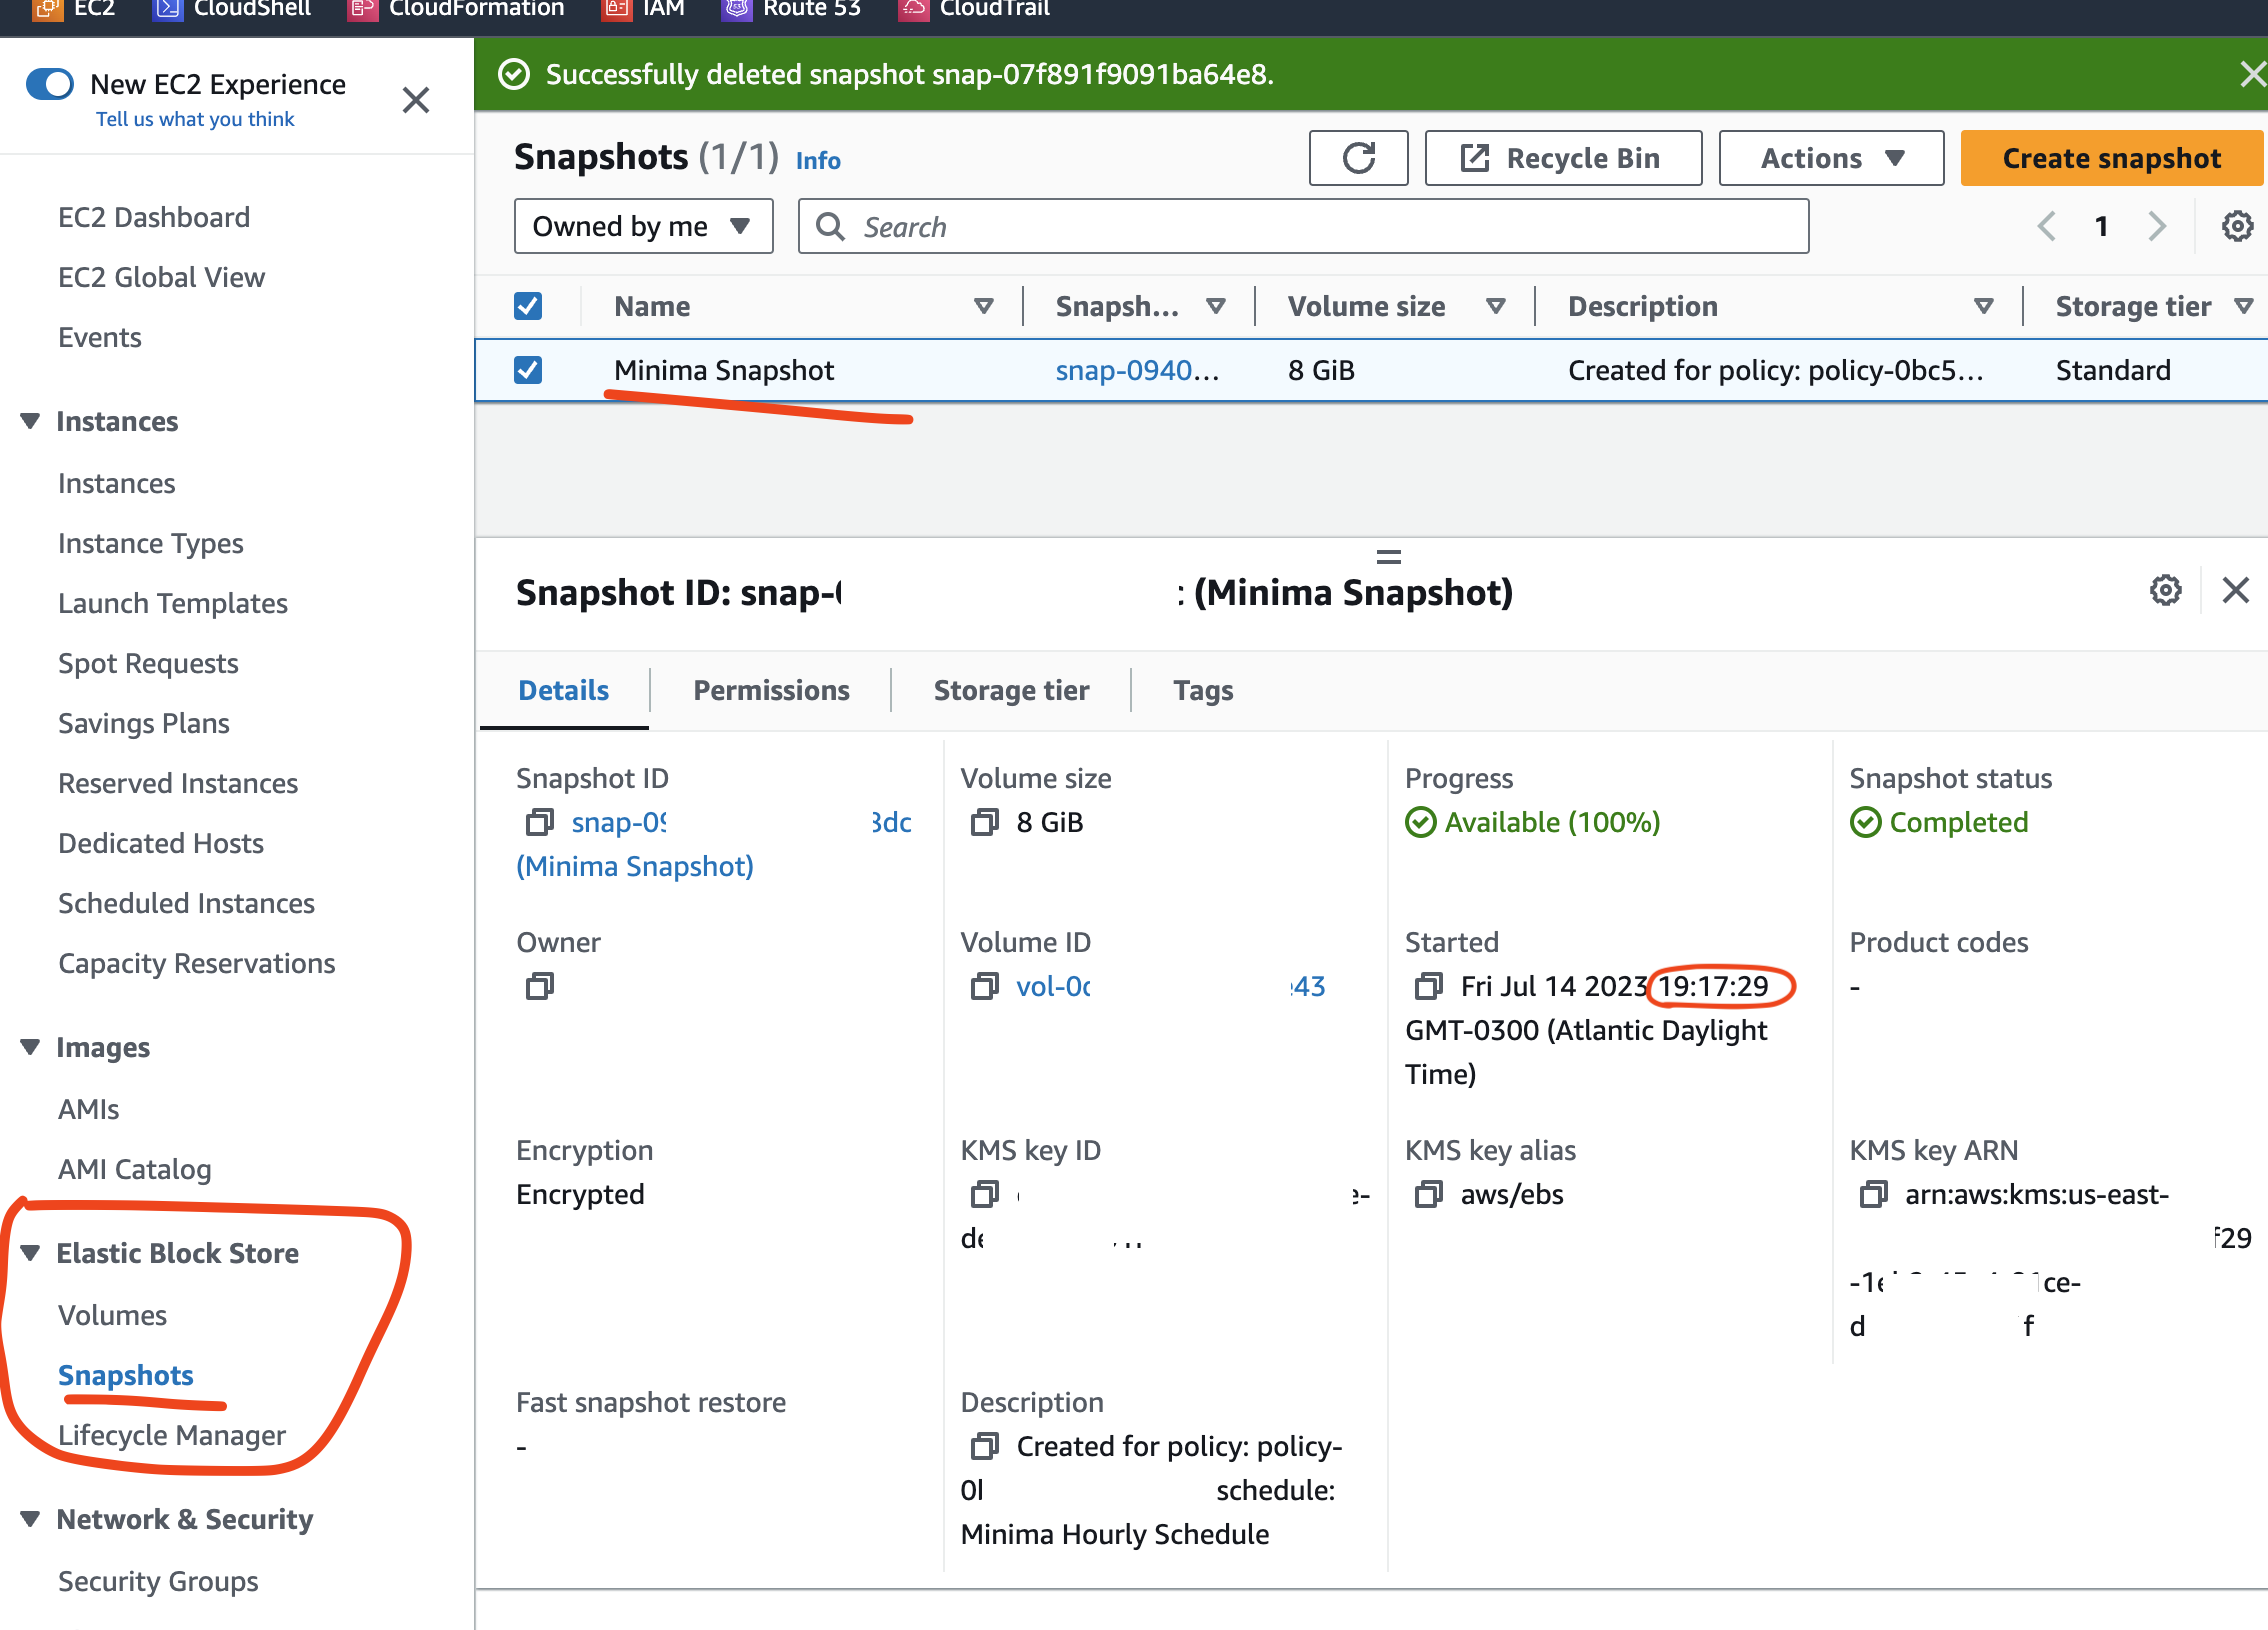 EC2 CloudShell CloudFormation IAM Route 53 CloudTrail
New EC2 Experience
Tell us what you think
EC2 Dashboard
EC2 Global View
Events
Instances
Instances
Instance Types
Launch Templates
Spot Requests
Savings Plans
Reserved Instances
Dedicated Hosts
Scheduled Instances
Capacity Reservations
Images
AMIs
AMI Catalog
Elastic Block Store
Volumes
Snapshots
Lifecycle Manager
Network & Security
Security Groups
Successfully deleted snapshot snap-07f891f9091ba64e8.
Snapshots (1/1) Info
Recycle Bin
Actions
Create snapshot
Owned by me
Search
1
Name Snapsh... Volume size Description Storage tier
Minima Snapshot snap-0940... 8 GiB Created for policy: policy-0bc5... Standard
Snapshot ID: snap- (Minima Snapshot)
Details Permissions Storage tier Tags
Snapshot ID
snap-09 3dc
(Minima Snapshot)
Volume size
8 GiB
Progress
Available (100%)
Snapshot status
Completed
Owner
Volume ID
vol-0c 43
Started
Fri Jul 14 2023 19:17:29
GMT-0300 (Atlantic Daylight
Time)
Product codes
-
Encryption
Encrypted
KMS key ID
e-
de
KMS key alias
aws/ebs
KMS key ARN
arn:aws:kms:us-east-
f29
-1e ce-
d f
Fast snapshot restore
-
Description
Created for policy: policy-
0 schedule:
Minima Hourly Schedule